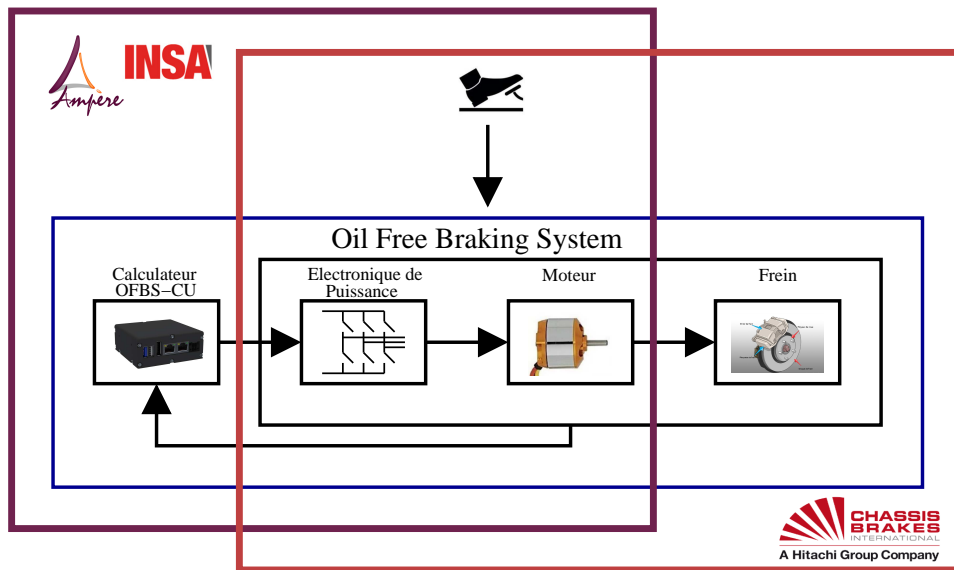 Ampère
INSA
Oil Free Braking System
Calculateur
OFBS−CU
Electronique de
Puissance
Moteur
Frein
CHASSIS
BRAKES
INTERNATIONAL
A Hitachi Group Company